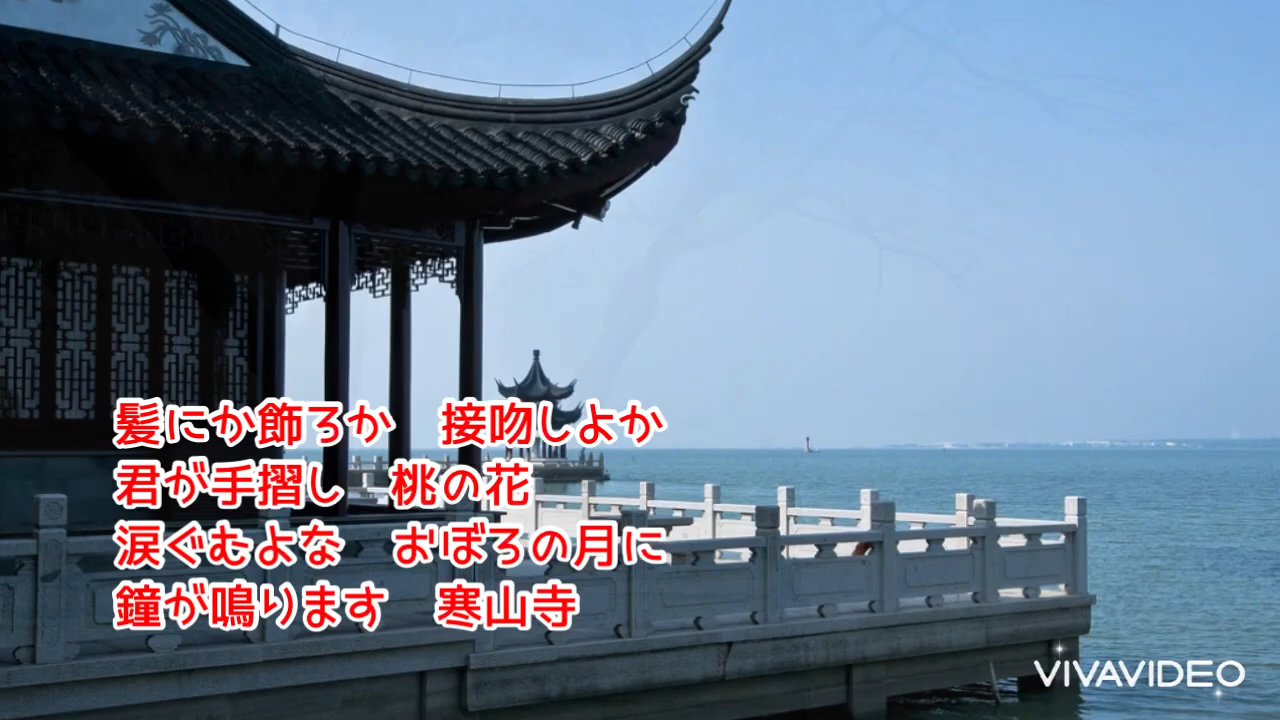 髪にか飾ろか　接吻しよか
君が手摺し　桃の花
涙ぐむよな　おぼろの月に
鐘が鳴ります　寒山寺
VIVAVIDEO